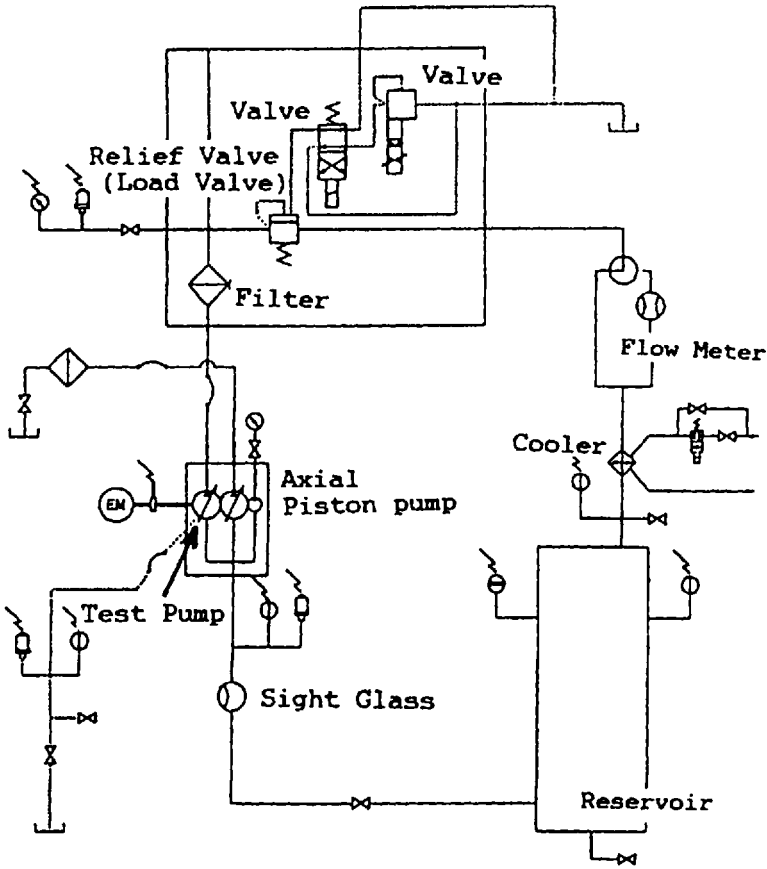 Valve
Valve
Relief Valve
(Load Valve)
Filter
Flow Meter
Cooler
Axial
Piston pump
EM
Test Pump
Sight Glass
Reservoir